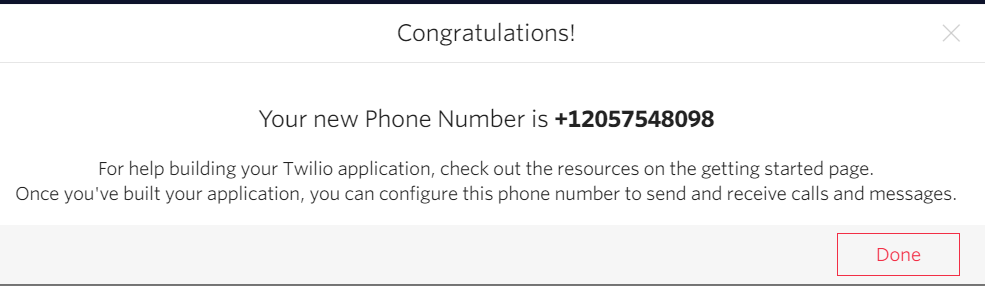 Congratulations!
Your new Phone Number is +12057548098
For help building your Twilio application, check out the resources on the getting started page.
Once you've built your application, you can configure this phone number to send and receive calls and messages.
Done